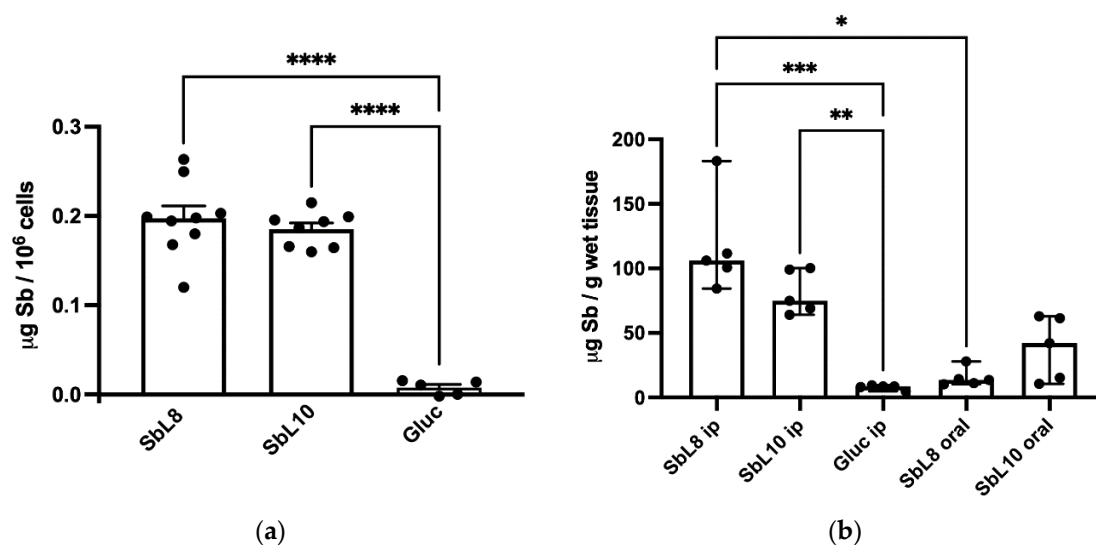 ****
****
0.3
0.2
0.1
0.0
μg Sb / 10⁶ cells
SbL8
SbL10
Gluc
(a)
*
***
**
200
150
100
50
0
μg Sb / g wet tissue
SbL8 ip
SbL10 ip
Gluc ip
SbL8 oral
SbL10 oral
(b)